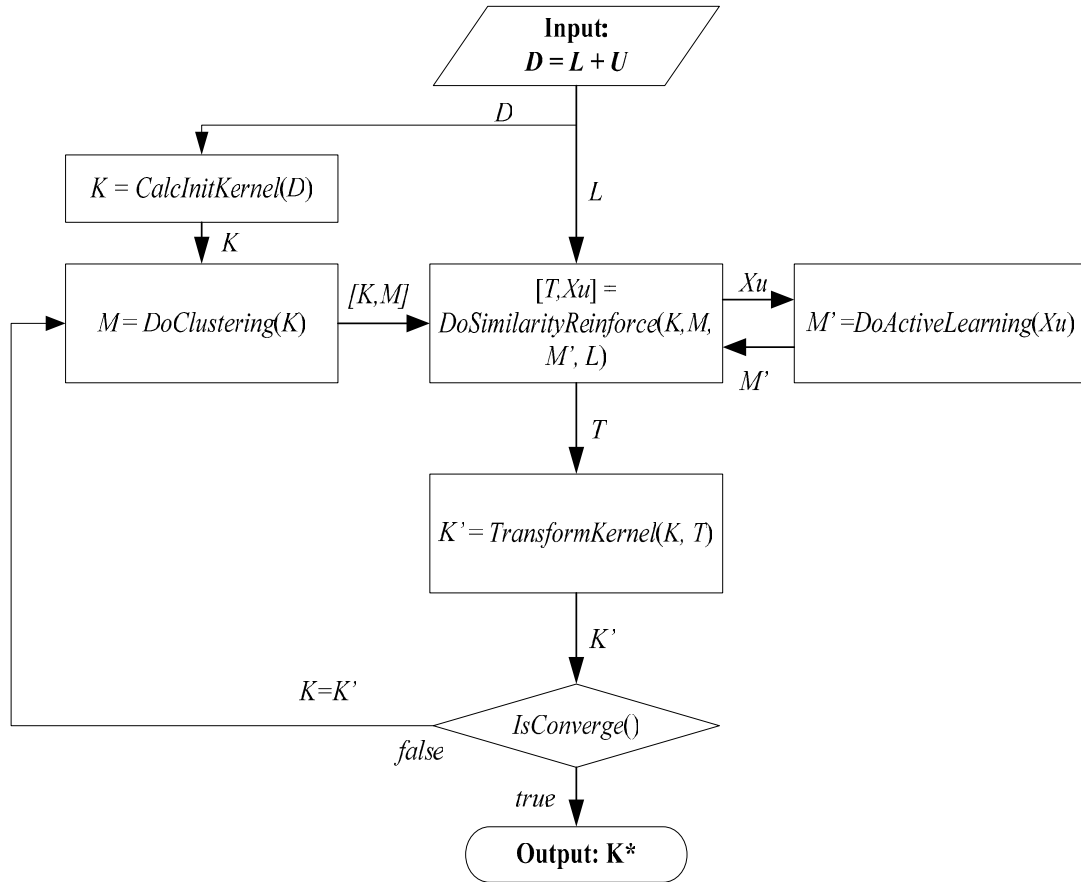 Input:
D = L + U
D
K = CalcInitKernel(D)
L
K
M = DoClustering(K)
[K,M]
[T,Xu] =
DoSimilarityReinforce(K,M,
M’, L)
Xu
M’
M’ =DoActiveLearning(Xu)
T
K’ = TransformKernel(K, T)
K’
K=K’
IsConverge()
false
true
Output: K*